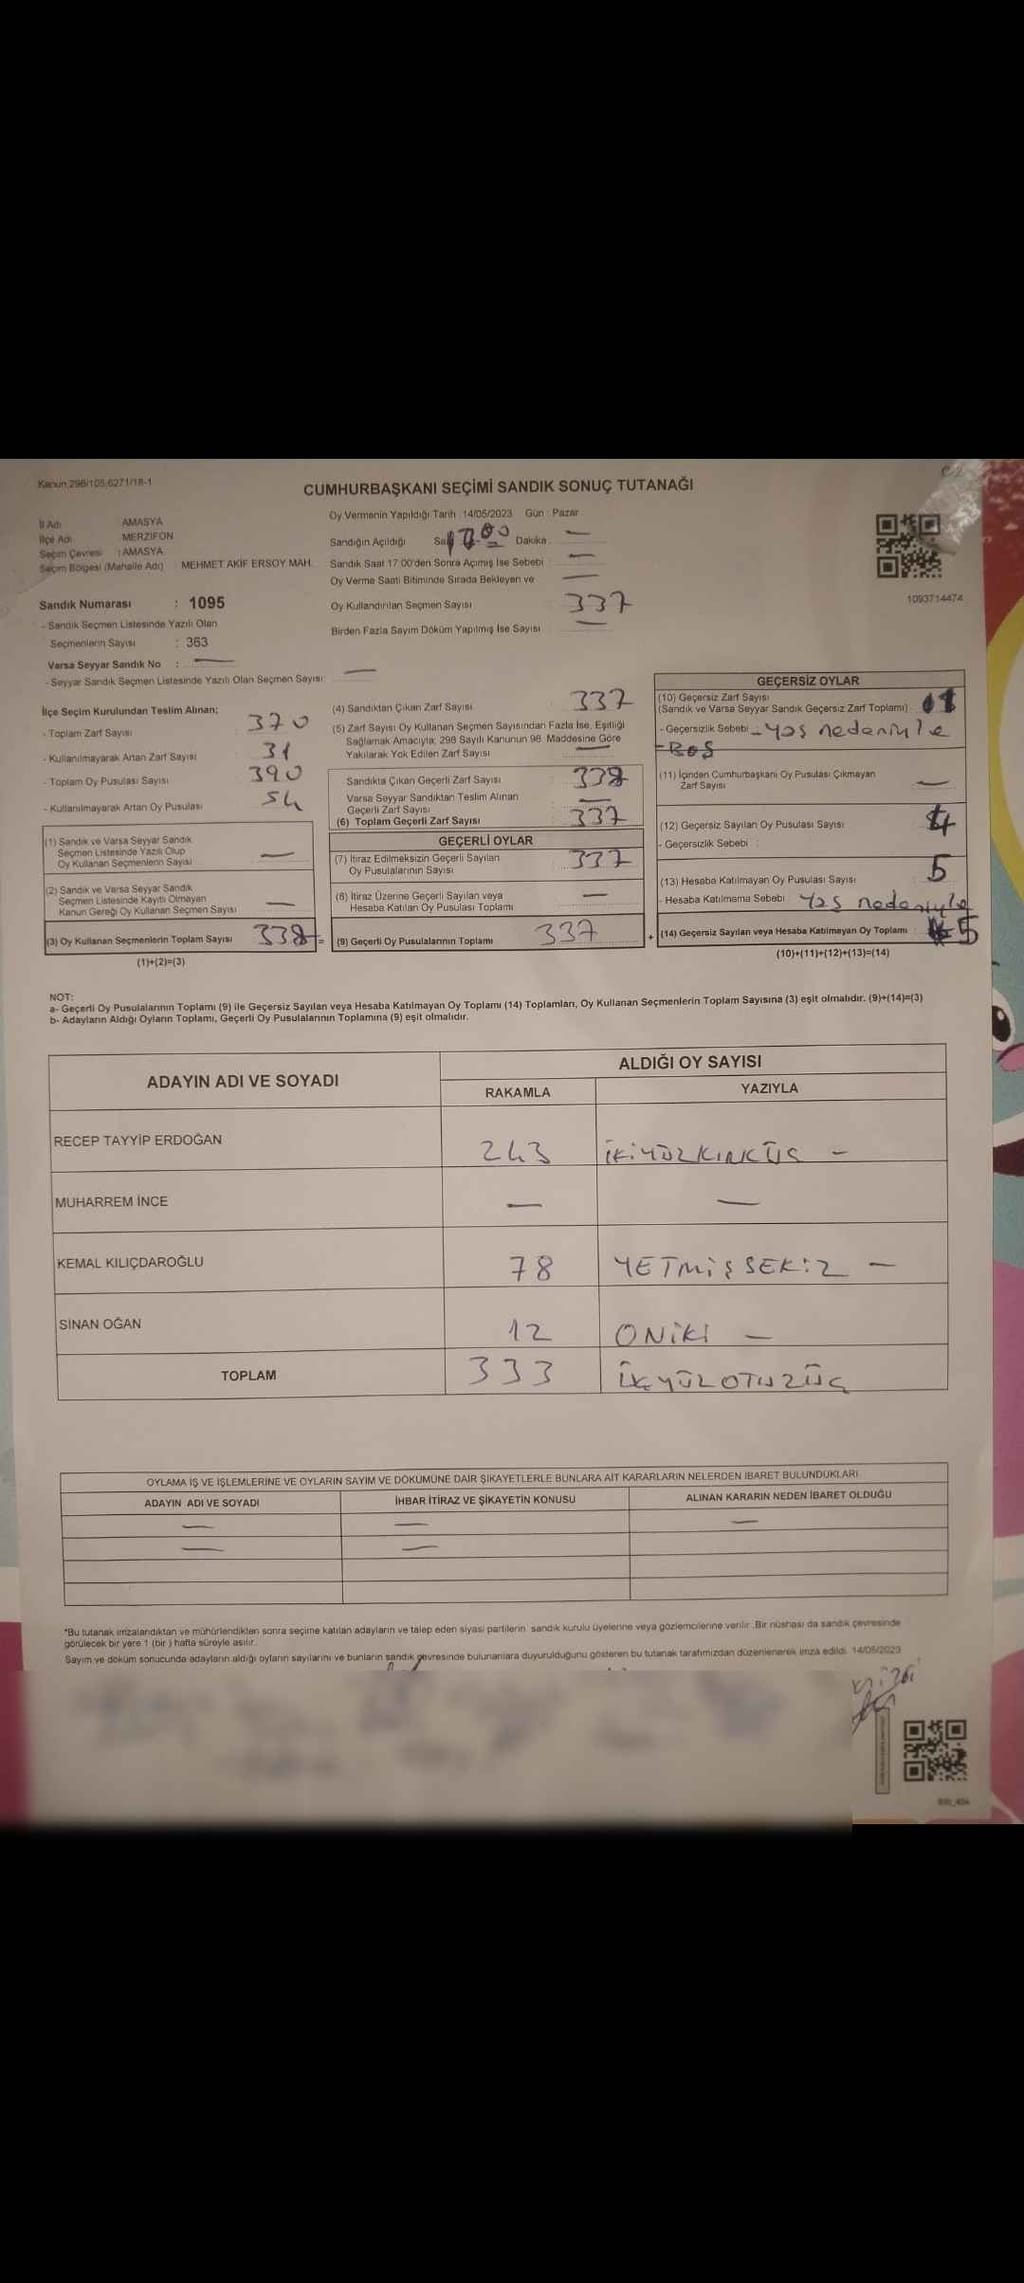 Kanun 298/105,6271/18-1
CUMHURBAŞKANI SEÇİMİ SANDIK SONUÇ TUTANAĞI
İl Adı : AMASYA
İlçe Adı : MERZİFON
Seçim Çevresi : AMASYA
Seçim Bölgesi (Mahalle Adı) MEHMET AKİF ERSOY MAH.
Sandık Numarası : 1095
- Sandık Seçmen Listesinde Yazılı Olan
Seçmenlerin Sayısı : 363
Varsa Seyyar Sandık No : —
- Seyyar Sandık Seçmen Listesinde Yazılı Olan Seçmen Sayısı —
Oy Vermenin Yapıldığı Tarih : 14/05/2023 Gün : Pazar
Sandığın Açıldığı Saat 17.00 Dakika —
Sandık Saat 17:00'den Sonra Açımış İse Sebebi : —
Oy Verme Saati Bitiminde Sırada Bekleyen ve —
Oy Kullandırılan Seçmen Sayısı 337
Birden Fazla Sayım Döküm Yapılmış İse Sayısı —
1093714474
İlçe Seçim Kurulundan Teslim Alınan;
- Toplam Zarf Sayısı 370
- Kullanılmayarak Artan Zarf Sayısı 31
- Toplam Oy Pusulası Sayısı 390
- Kullanılmayarak Artan Oy Pusulası 54
(1) Sandık ve Varsa Seyyar Sandık
Seçmen Listesinde Yazılı Olup
Oy Kullanan Seçmenlerin Sayısı —
(2) Sandık ve Varsa Seyyar Sandık
Seçmen Listesinde Kayıtlı Olmayan
Kanun Gereği Oy Kullanan Seçmen Sayısı —
(3) Oy Kullanan Seçmenlerin Toplam Sayısı 338 =
(1)+(2)=(3)
(4) Sandıktan Çıkan Zarf Sayısı 337
(5) Zarf Sayısı Oy Kullanan Seçmen Sayısından Fazla İse, Eşitliği
Sağlamak Amacıyla; 298 Sayılı Kanunun 98. Maddesine Göre
Yakılarak Yok Edilen Zarf Sayısı —
Sandıkta Çıkan Geçerli Zarf Sayısı 338
Varsa Seyyar Sandıktan Teslim Alınan
Geçerli Zarf Sayısı —
(6) Toplam Geçerli Zarf Sayısı 337
GEÇERLİ OYLAR
(7) İtiraz Edilmeksizin Geçerli Sayılan
Oy Pusulalarının Sayısı 337
(8) İtiraz Üzerine Geçerli Sayılan veya
Hesaba Katılan Oy Pusulası Toplamı —
(9) Geçerli Oy Pusulalarının Toplamı 337 +
GEÇERSİZ OYLAR
(10) Geçersiz Zarf Sayısı
(Sandık ve Varsa Seyyar Sandık Geçersiz Zarf Toplamı)
- Geçersizlik Sebebi - Yaş nedeniyle
- BOŞ
(11) İçinden Cumhurbaşkanı Oy Pusulası Çıkmayan
Zarf Sayısı —
(12) Geçersiz Sayılan Oy Pusulası Sayısı 4
- Geçersizlik Sebebi :
(13) Hesaba Katılmayan Oy Pusulası Sayısı 5
- Hesaba Katılmama Sebebi Yaş nedeniyle
(14) Geçersiz Sayılan veya Hesaba Katılmayan Oy Toplamı 5
(10)+(11)+(12)+(13)=(14)
NOT:
a- Geçerli Oy Pusulalarının Toplamı (9) ile Geçersiz Sayılan veya Hesaba Katılmayan Oy Toplamı (14) Toplamları, Oy Kullanan Seçmenlerin Toplam Sayısına (3) eşit olmalıdır. (9)+(14)=(3)
b- Adayların Aldığı Oyların Toplamı, Geçerli Oy Pusulalarının Toplamına (9) eşit olmalıdır.
ADAYIN ADI VE SOYADI
ALDIĞI OY SAYISI
RAKAMLA YAZIYLA
RECEP TAYYİP ERDOĞAN 243 İKİYÜZKIRKÜÇ —
MUHARREM İNCE — —
KEMAL KILIÇDAROĞLU 78 YETMİŞSEKİZ —
SİNAN OĞAN 12 ONİKİ —
TOPLAM 333 ÜÇYÜZOTUZÜÇ
OYLAMA İŞ VE İŞLEMLERİNE VE OYLARIN SAYIM VE DÖKÜMÜNE DAİR ŞİKAYETLERLE BUNLARA AİT KARARLARIN NELERDEN İBARET BULUNDUKLARI
ADAYIN ADI VE SOYADI İHBAR İTİRAZ VE ŞİKAYETİN KONUSU ALINAN KARARIN NEDEN İBARET OLDUĞU
— — —
— —
*Bu tutanak imzalandıktan ve mühürlendikten sonra seçime katılan adayların ve talep eden siyasi partilerin sandık kurulu üyelerine veya gözlemcilerine verilir. Bir nüshası da sandık çevresinde
görülecek bir yere 1 (bir ) hafta süreyle asılır.
Sayım ve döküm sonucunda adayların aldığı oyların sayılarını ve bunların sandık çevresinde bulunanlara duyurulduğunu gösteren bu tutanak tarafımızdan düzenlenerek imza edildi. 14/05/2023